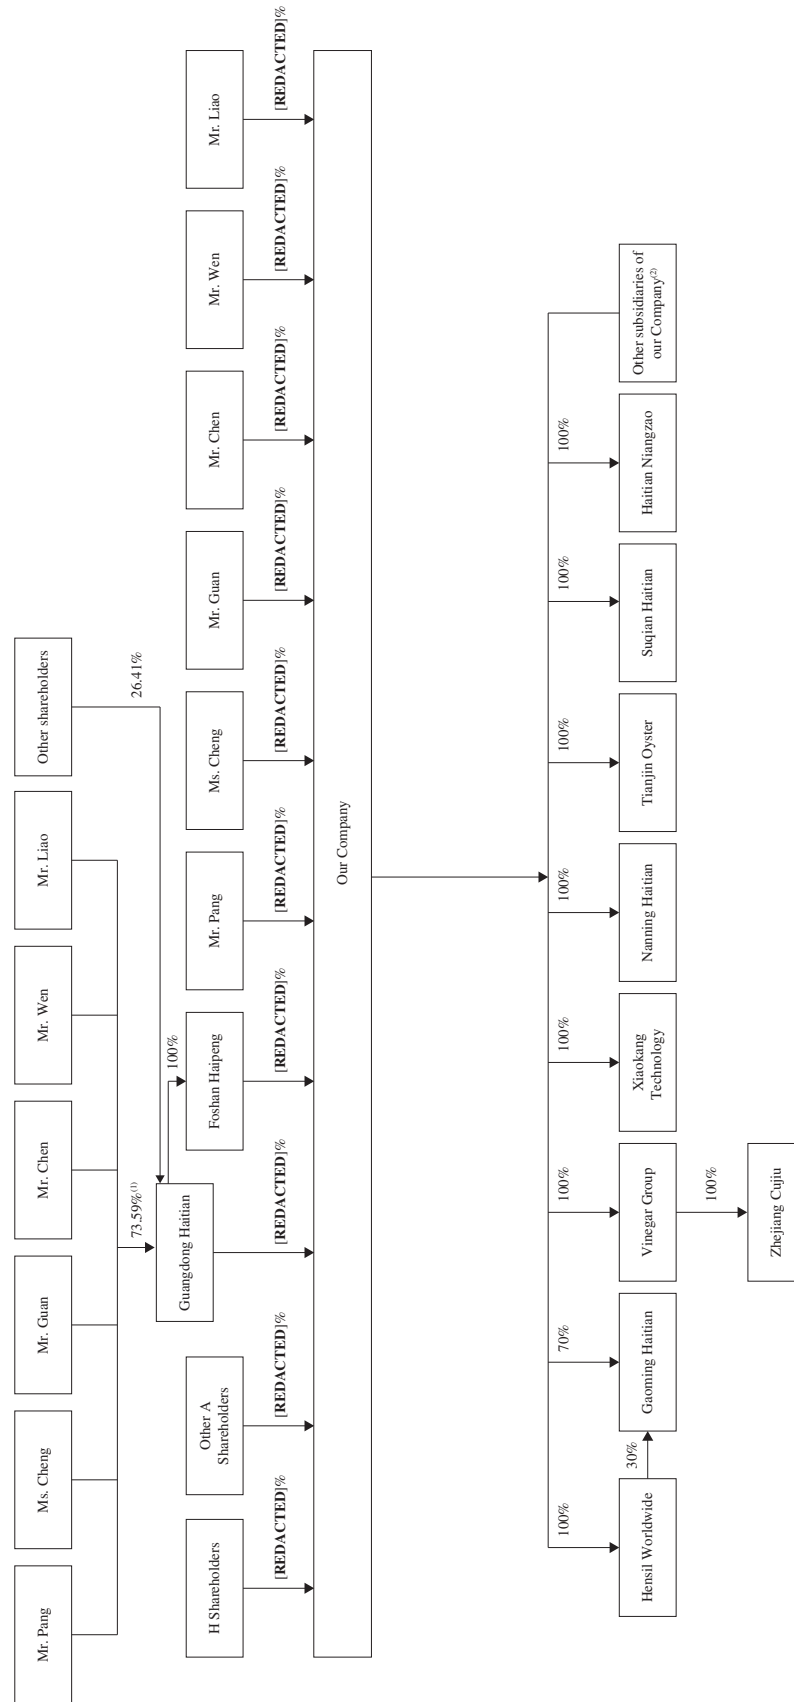 Mr. Pang
Ms. Cheng
Mr. Guan
Mr. Chen
Mr. Wen
Mr. Liao
Other shareholders
73.59%(1)
26.41%
Guangdong Haitian
100%
H Shareholders
Other A
Shareholders
Foshan Haipeng
Mr. Pang
Ms. Cheng
Mr. Guan
Mr. Chen
Mr. Wen
Mr. Liao
[REDACTED]%
[REDACTED]%
[REDACTED]%
[REDACTED]%
[REDACTED]%
[REDACTED]%
[REDACTED]%
[REDACTED]%
[REDACTED]%
[REDACTED]%
Our Company
100%
70%
100%
100%
100%
100%
100%
100%
Hensil Worldwide
30%
Gaoming Haitian
Vinegar Group
Xiaokang
Technology
Nanning Haitian
Tianjin Oyster
Suqian Haitian
Haitian Niangzao
Other subsidiaries of
our Company(2)
100%
Zhejiang Cujiu